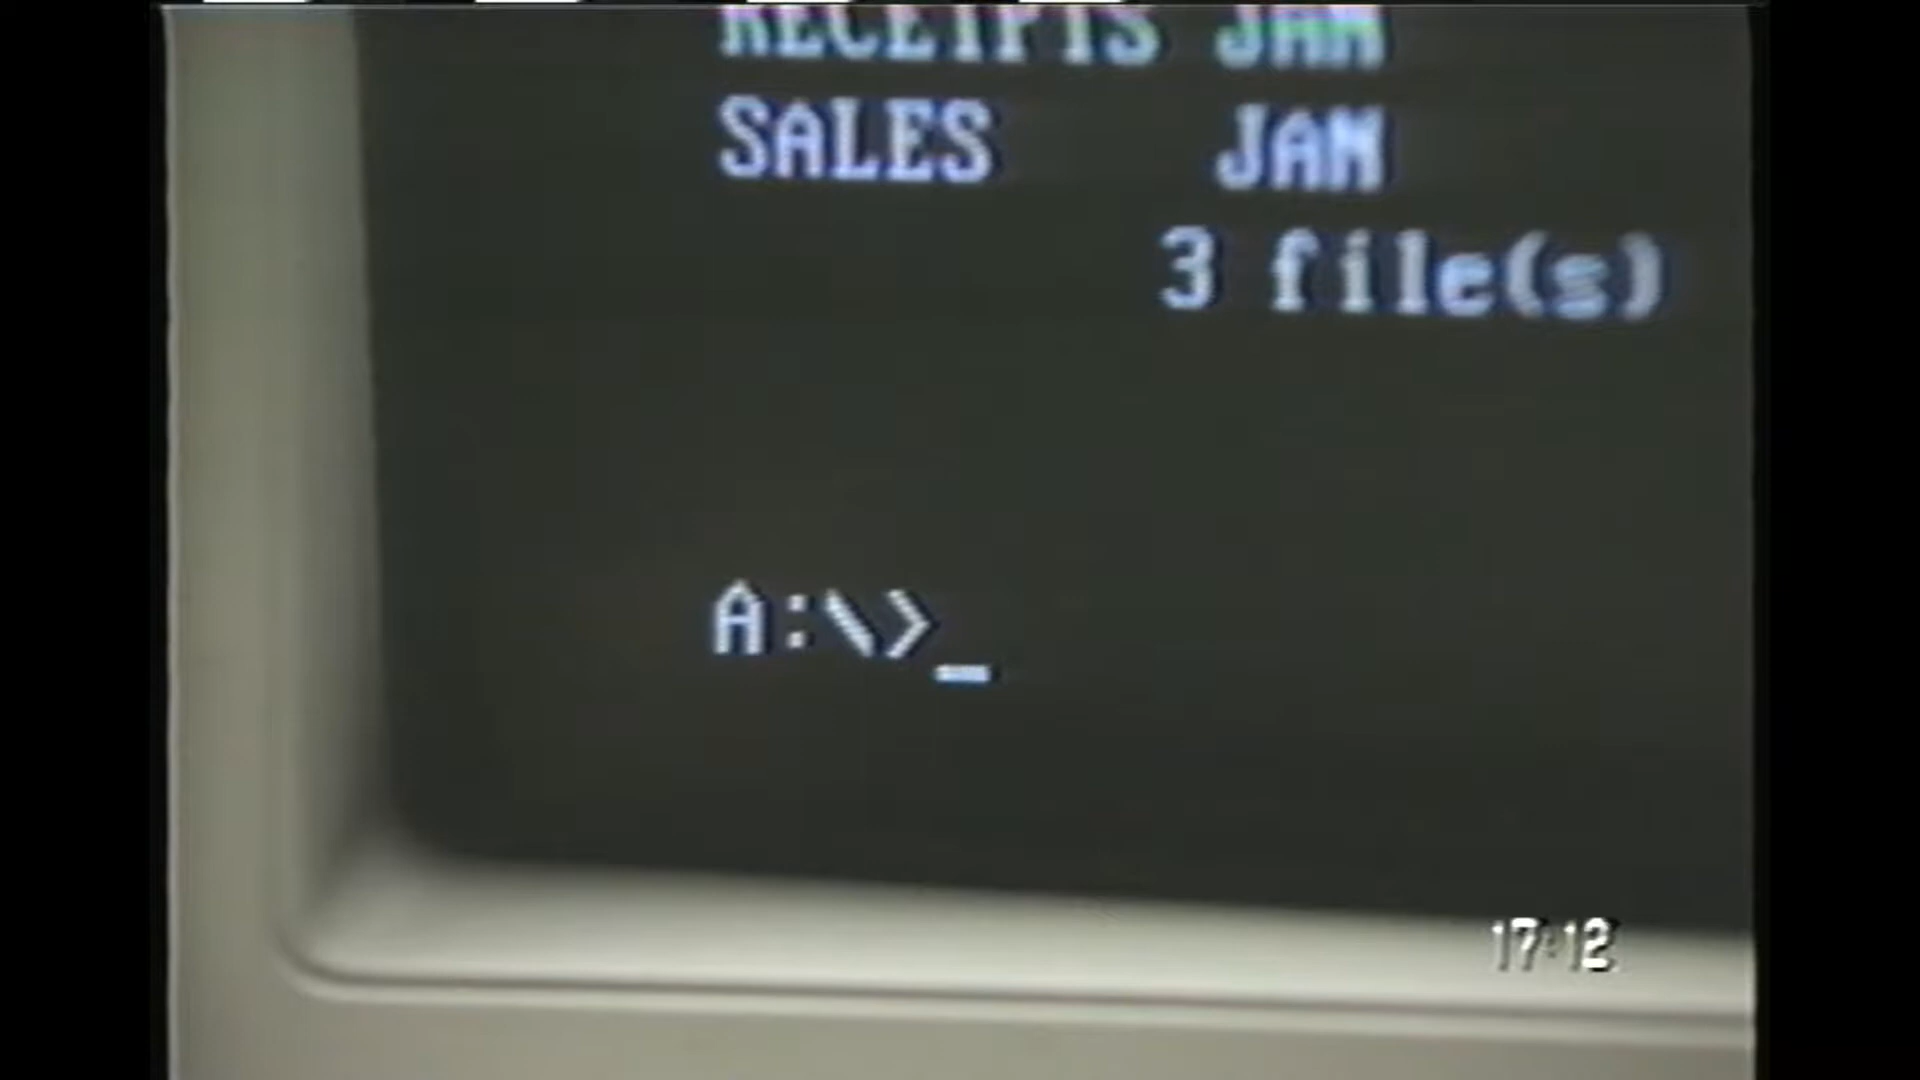 RECEIPTS JAN
SALES JAN
3 file(s)
A:\>_
17:12